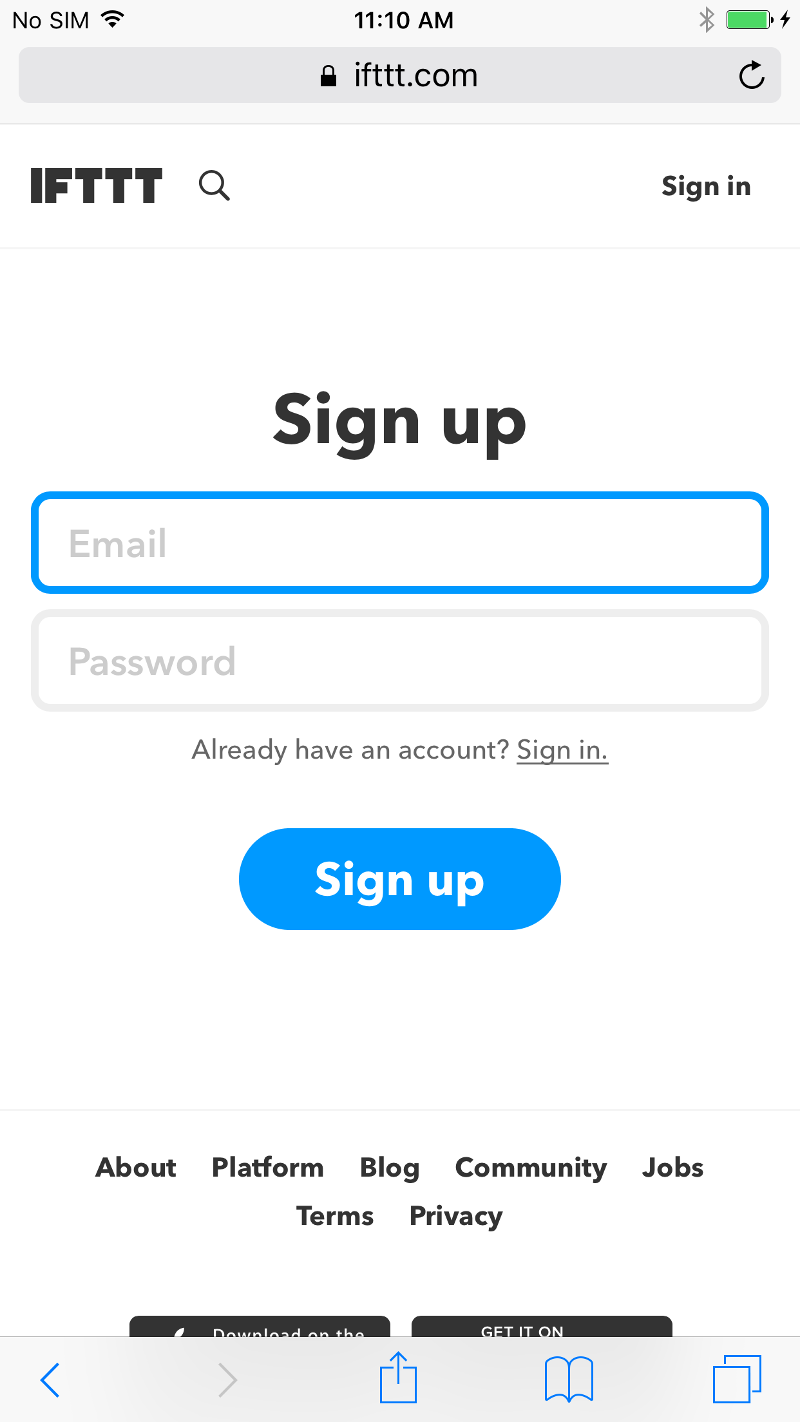 No SIM 11:10 AM
ifttt.com
IFTTT Sign in
Sign up
Email
Password
Already have an account? Sign in.
Sign up
About Platform Blog Community Jobs
Terms Privacy
Download on the GET IT ON